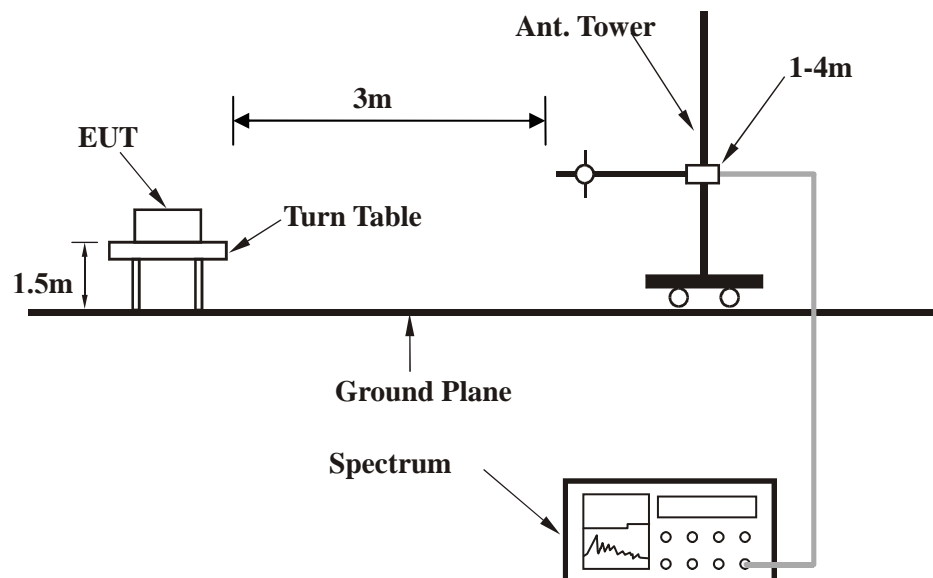 Ant. Tower
1-4m
3m
EUT
Turn Table
1.5m
Ground Plane
Spectrum